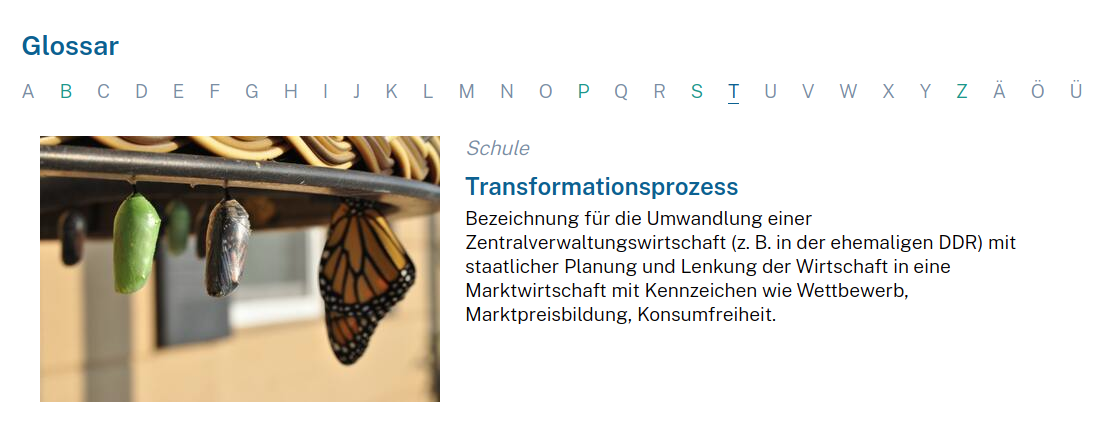 Glossar
A B C D E F G H I J K L M N O P Q R S T U V W X Y Z Ä Ö Ü
Schule
Transformationsprozess
Bezeichnung für die Umwandlung einer
Zentralverwaltungswirtschaft (z. B. in der ehemaligen DDR) mit
staatlicher Planung und Lenkung der Wirtschaft in eine
Marktwirtschaft mit Kennzeichen wie Wettbewerb,
Marktpreisbildung, Konsumfreiheit.